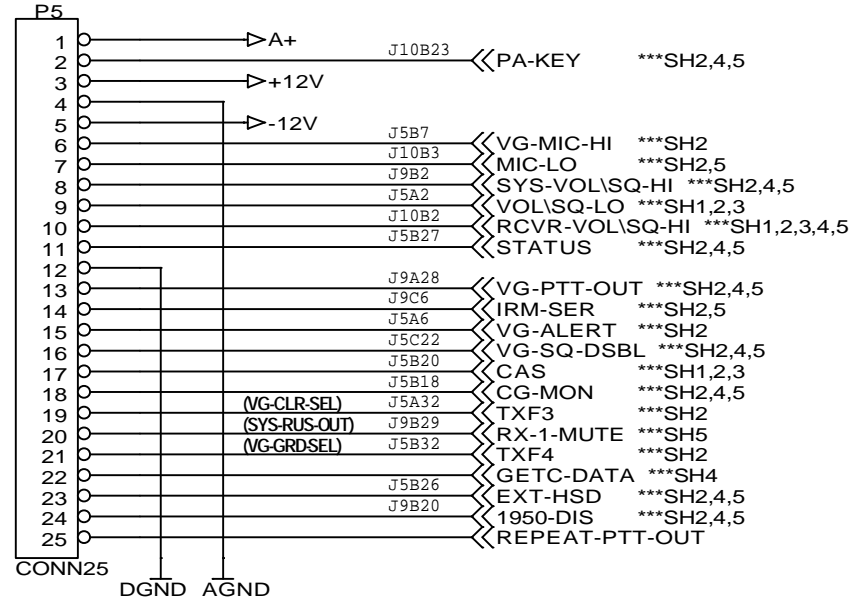 P5
1 A+
2 J10B23 PA-KEY ***SH2,4,5
3 +12V
4
5 -12V
6 J5B7 VG-MIC-HI ***SH2
7 J10B3 MIC-LO ***SH2,5
8 J9B2 SYS-VOL\SQ-HI ***SH2,4,5
9 J5A2 VOL\SQ-LO ***SH1,2,3
10 J10B2 RCVR-VOL\SQ-HI ***SH1,2,3,4,5
11 J5B27 STATUS ***SH2,4,5
12
13 J9A28 VG-PTT-OUT ***SH2,4,5
14 J9C6 IRM-SER ***SH2,5
15 J5A6 VG-ALERT ***SH2
16 J5C22 VG-SQ-DSBL ***SH2,4,5
17 J5B20 CAS ***SH1,2,3
18 J5B18 CG-MON ***SH2,4,5
19 (VG-CLR-SEL) J5A32 TXF3 ***SH2
20 (SYS-RUS-OUT) J9B29 RX-1-MUTE ***SH5
21 (VG-GRD-SEL) J5B32 TXF4 ***SH2
22 GETC-DATA ***SH4
23 J5B26 EXT-HSD ***SH2,4,5
24 J9B20 1950-DIS ***SH2,4,5
25 REPEAT-PTT-OUT
CONN25
DGND AGND